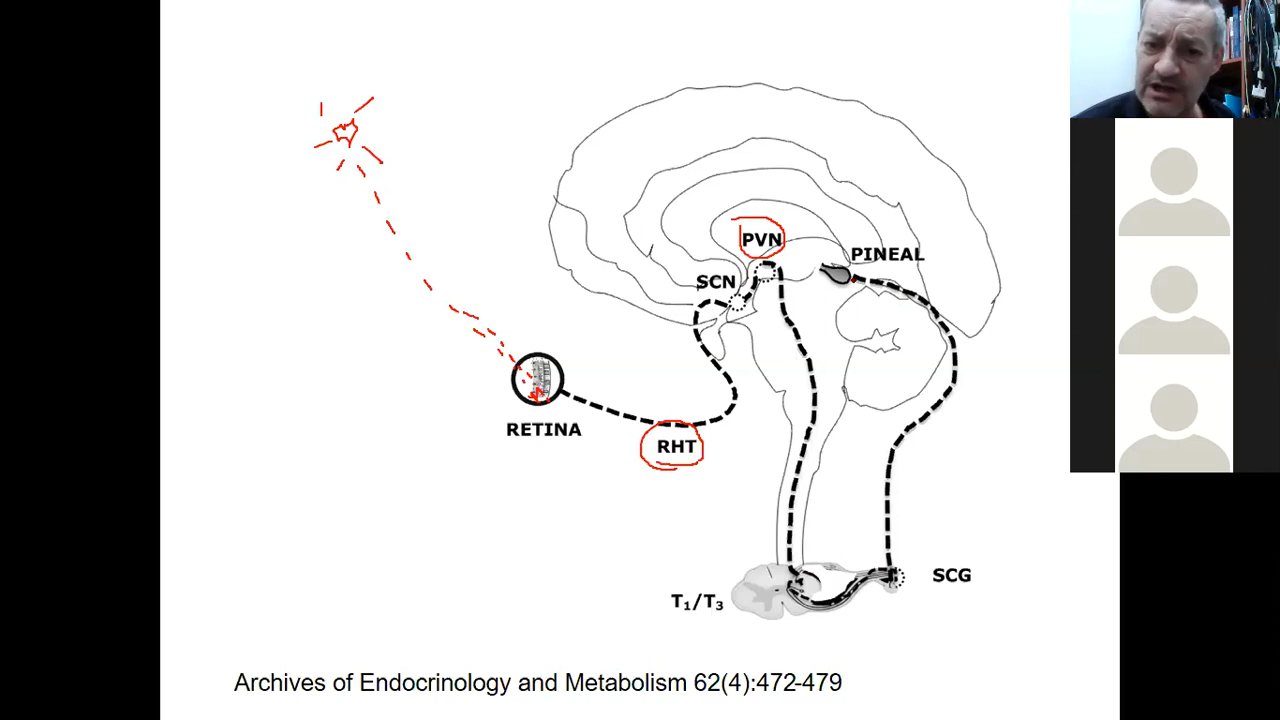 PVN
PINEAL
SCN
RETINA
RHT
SCG
T₁/T₃
Archives of Endocrinology and Metabolism 62(4):472-479